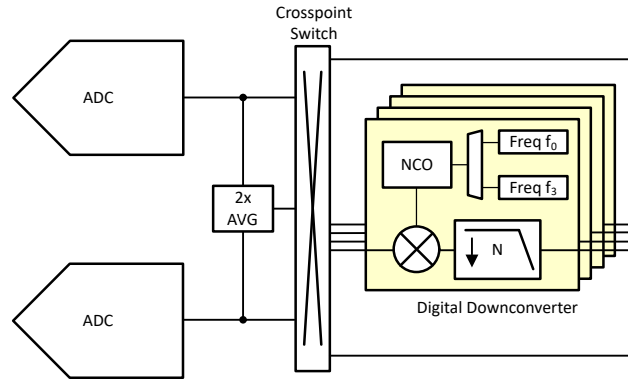 Crosspoint
Switch
ADC
NCO
Freq f₀
Freq f₃
2x
AVG
N
Digital Downconverter
ADC